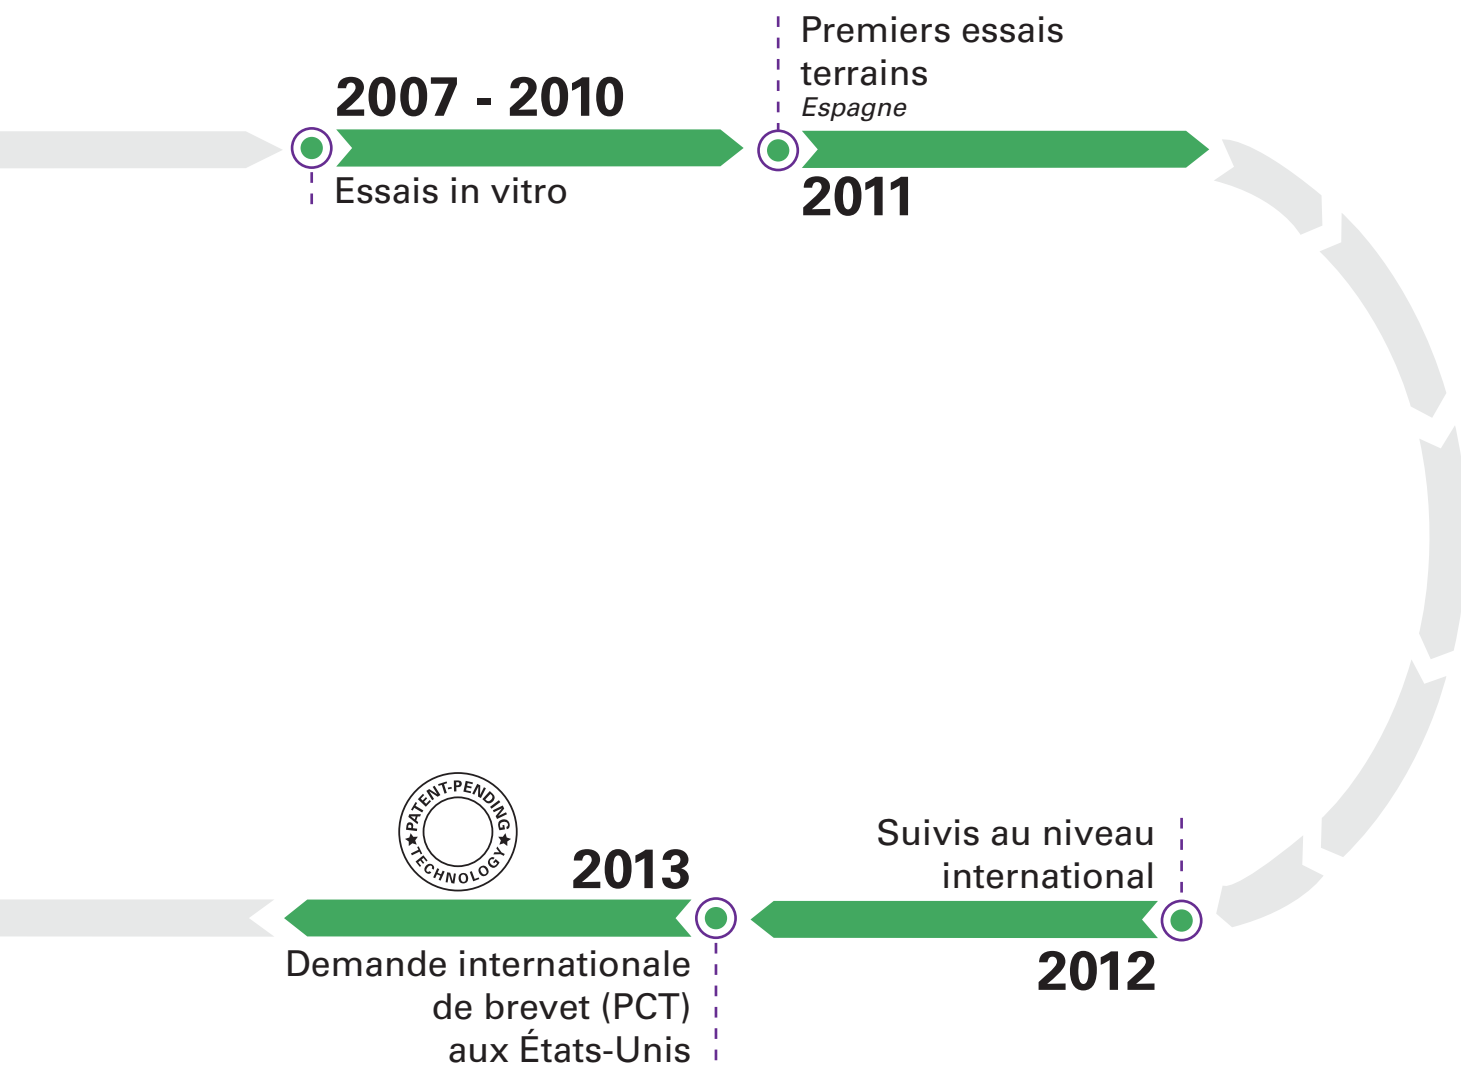 2007 - 2010
Essais in vitro
Premiers essais
terrains
Espagne
2011
Suivis au niveau
international
2012
PATENT-PENDING
TECHNOLOGY
2013
Demande internationale
de brevet (PCT)
aux États-Unis